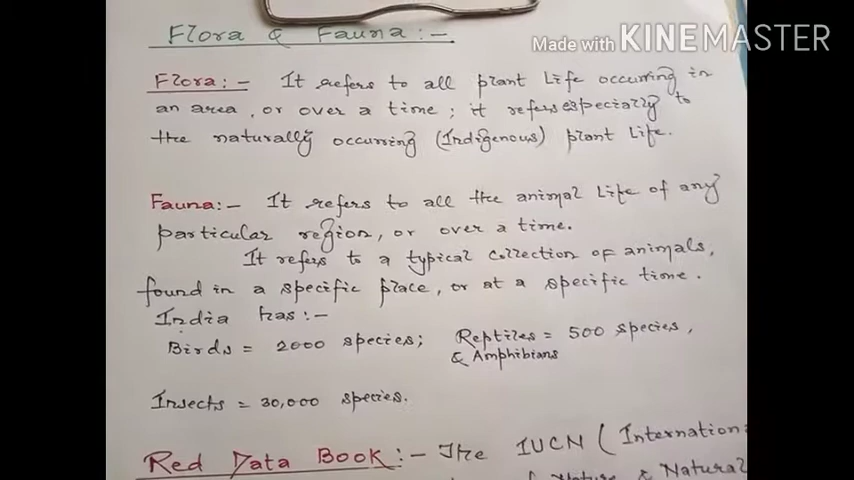 Flora & Fauna :-
Made with KINEMASTER
Flora :- It refers to all plant life occurring in
an area, or over a time; it refers especially to
the naturally occurring (Indigenous) plant life.
Fauna :- It refers to all the animal life of any
particular region, or over a time.
It refers to a typical collection of animals,
found in a specific place, or at a specific time.
India has :-
Birds = 2000 species; Reptiles = 500 species,
& Amphibians
Insects = 30,000 species.
Red Data Book :- The IUCN (Internation
& Natural